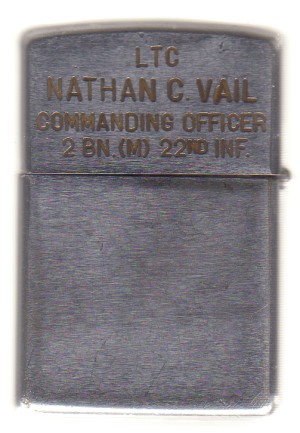 LTC
NATHAN C. VAIL
COMMANDING OFFICER
2 BN. (M) 22ND INF.